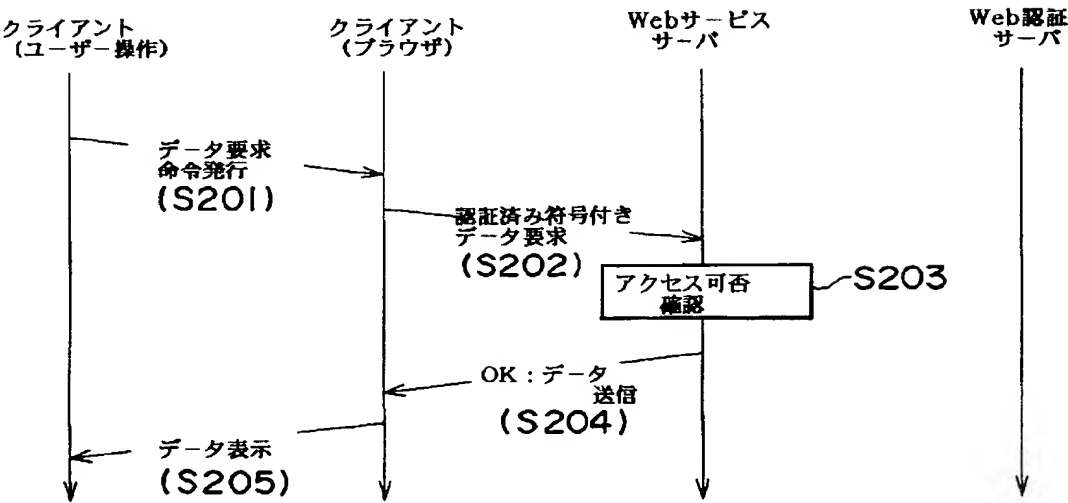 クライアント
(ユーザー操作)
クライアント
(ブラウザ)
Webサービス
サーバ
Web認証
サーバ
データ要求
命令発行
(S201)
認証済み符号付き
データ要求
(S202)
アクセス可否
確認
S203
OK:データ
送信
(S204)
データ表示
(S205)